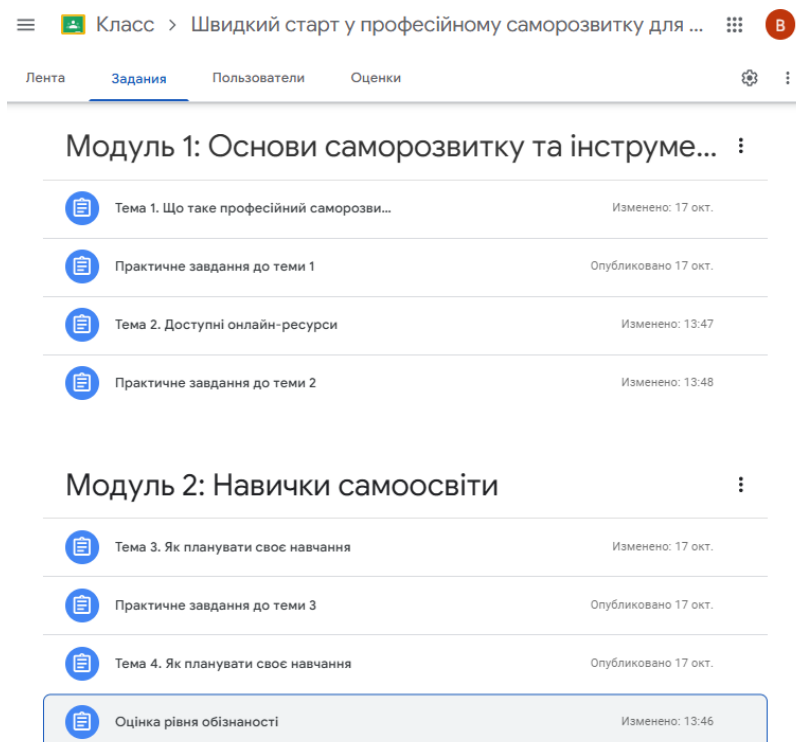 Класс > Швидкий старт у професійному саморозвитку для ... В
Лента Задания Пользователи Оценки
Модуль 1: Основи саморозвитку та інструме...
Тема 1. Що таке професійний саморозви... Изменено: 17 окт.
Практичне завдання до теми 1 Опубликовано 17 окт.
Тема 2. Доступні онлайн-ресурси Изменено: 13:47
Практичне завдання до теми 2 Изменено: 13:48
Модуль 2: Навички самоосвіти
Тема 3. Як планувати своє навчання Изменено: 17 окт.
Практичне завдання до теми 3 Опубликовано 17 окт.
Тема 4. Як планувати своє навчання Опубликовано 17 окт.
Оцінка рівня обізнаності Изменено: 13:46